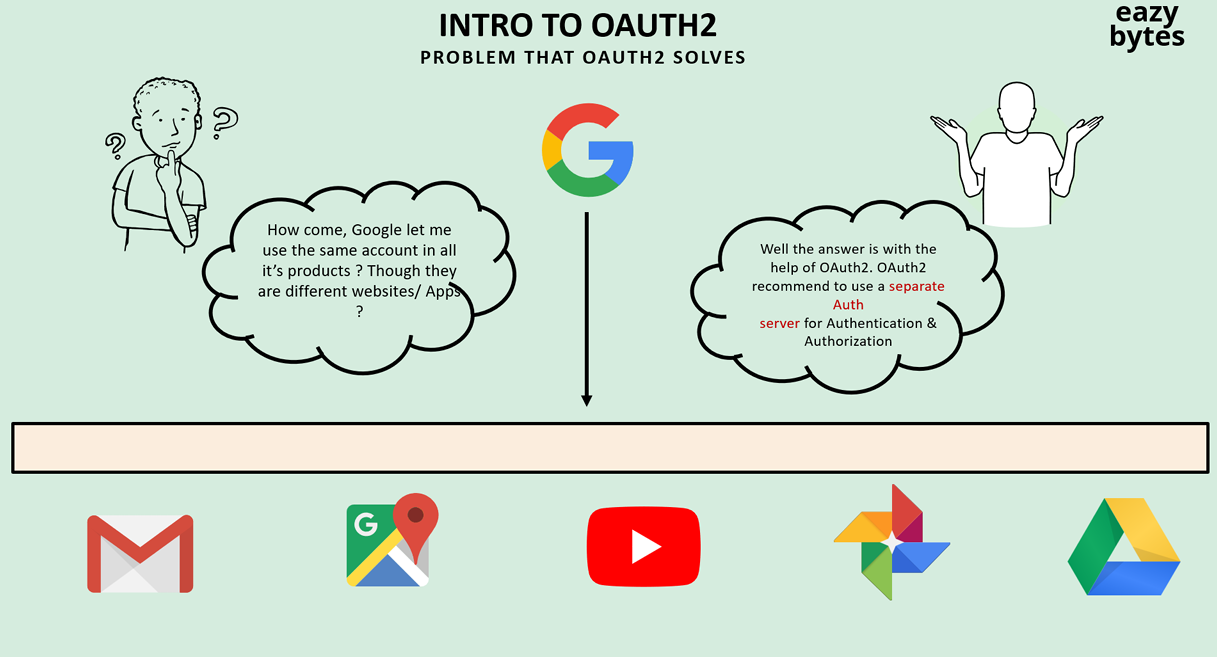 INTRO TO OAUTH2
PROBLEM THAT OAUTH2 SOLVES
eazy
bytes
?
?
How come, Google let me
use the same account in all
it's products ? Though they
are different websites/ Apps
?
Well the answer is with the
help of OAuth2. OAuth2
recommend to use a separate
Auth
server for Authentication &
Authorization
G
G
M